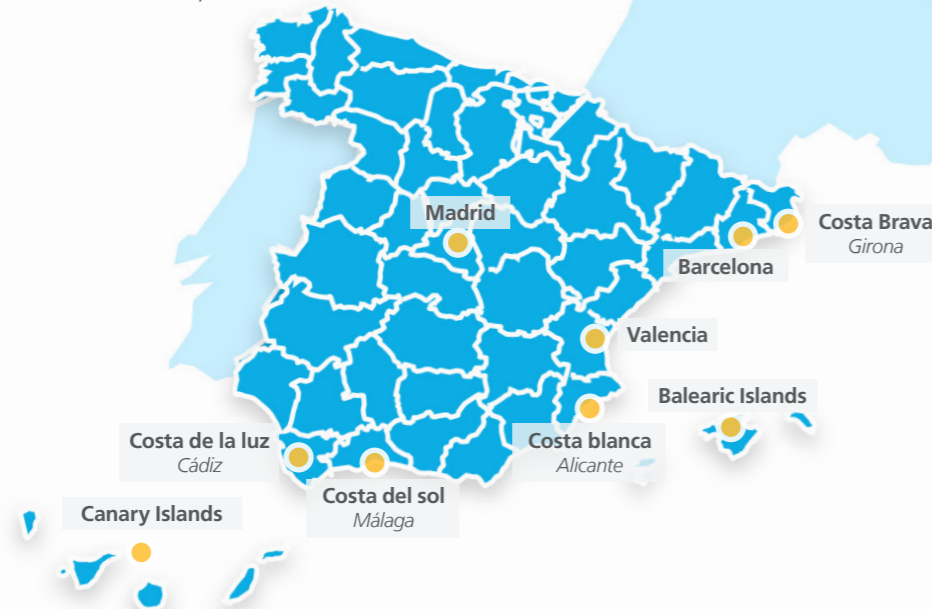 Madrid
Costa Brava
Girona
Barcelona
Valencia
Balearic Islands
Costa de la luz
Cádiz
Costa blanca
Alicante
Costa del sol
Málaga
Canary Islands